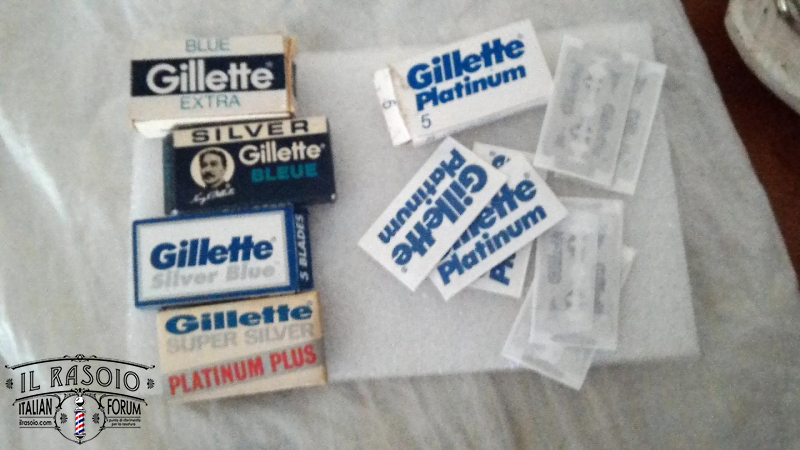 BLUE
Gillette®
EXTRA
SILVER
Gillette®
BLEUE
Gillette®
Silver Blue
5 BLADES
Gillette®
SUPER SILVER
PLATINUM PLUS
Gillette®
Platinum
5
Gillette®
Platinum
Gillette®
Platinum
IL RASOIO
ITALIAN FORUM
ilrasoio.com